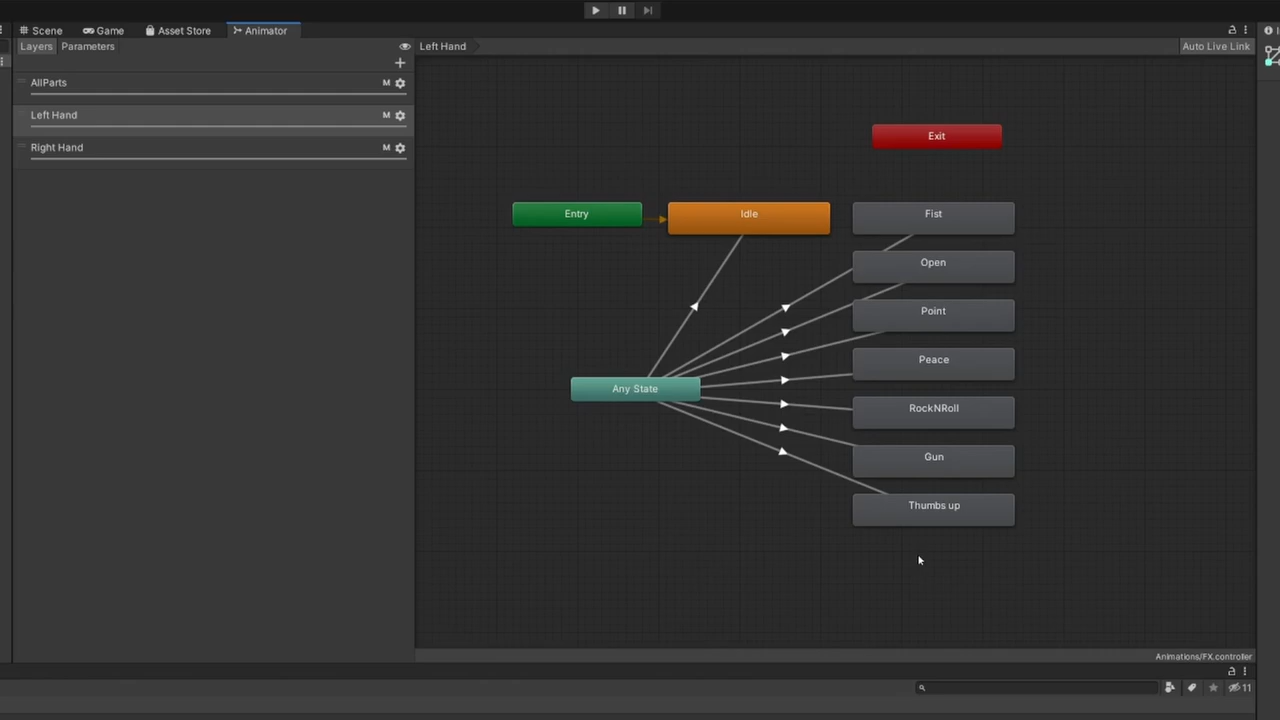 Scene Game Asset Store Animator
Layers Parameters
Left Hand
Auto Live Link
AllParts M
Left Hand M
Right Hand M
Exit
Entry
Idle
Fist
Open
Point
Peace
Any State
RockNRoll
Gun
Thumbs up
Animations/FX.controller
11